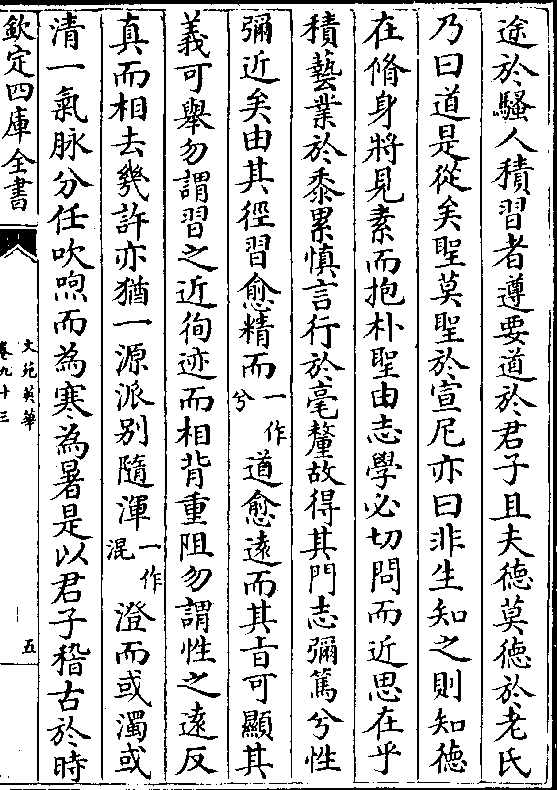 途於騷人積習者遵要道於君子且夫德莫德於老氏
乃曰道是從矣聖莫聖於宣尼亦曰非生知之則知德
在脩身將見素而抱朴聖由志學必切問而近思在乎
積藝業於黍累慎言行於毫釐故得其門志彌篤兮性
彌近矣由其徑習愈精而一作兮道愈遠而其旨可顯其
義可舉勿謂習之近徇迹而相背重阻勿謂性之遠反
真而相去幾許亦猶一源派别隨渾一作混澄而或濁或
清一氣脉分任吹喣而為寒為暑是以君子稽古於時
欽定四庫全書
文苑英華
卷九十三
五